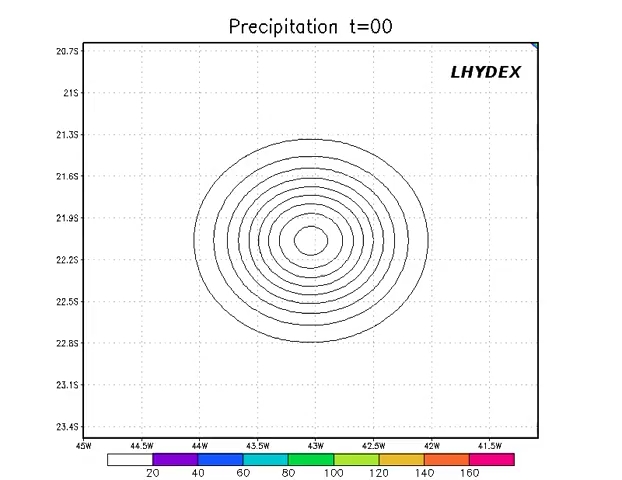 Precipitation t=00
LHYDEX
20.7S
21S
21.3S
21.6S
21.9S
22.2S
22.5S
22.8S
23.1S
23.4S
45W 44.5W 44W 43.5W 43W 42.5W 42W 41.5W
20 40 60 80 100 120 140 160